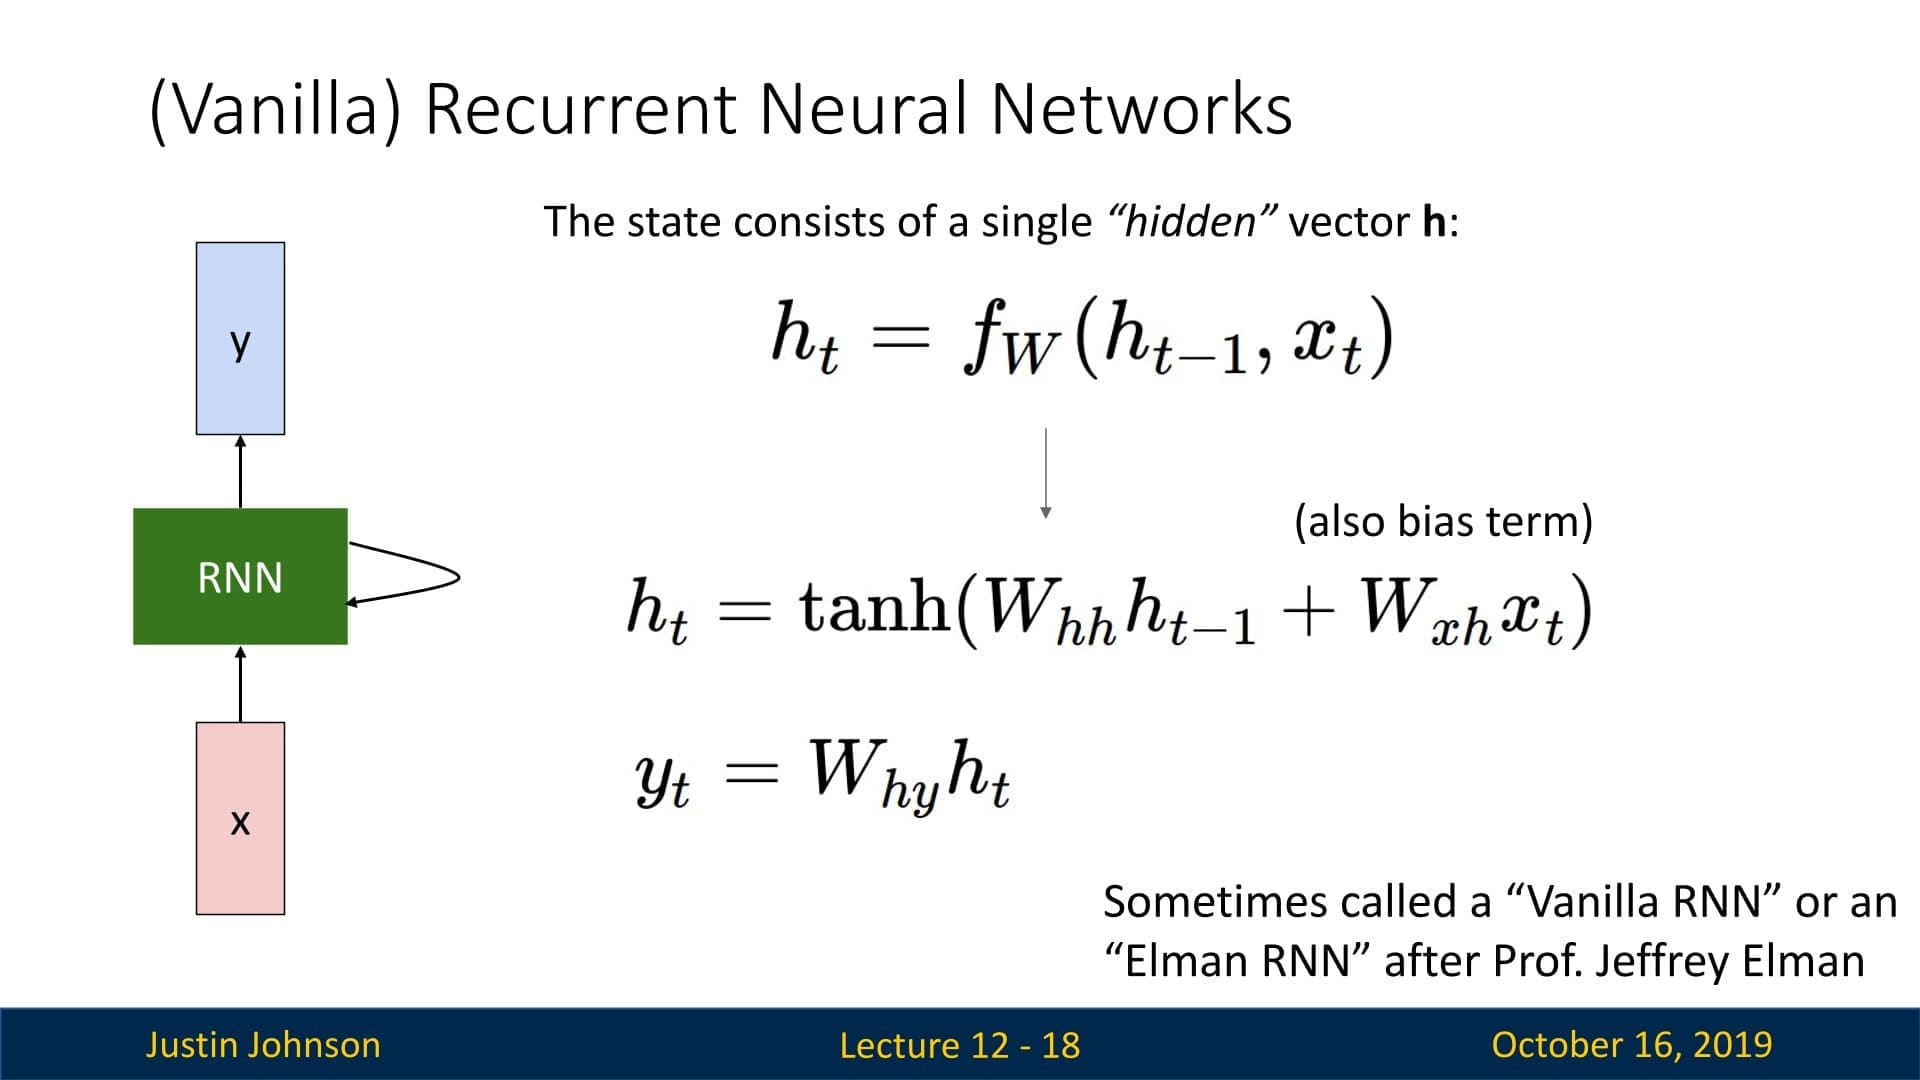 (Vanilla) Recurrent Neural Networks
The state consists of a single “hidden” vector h:
y
h_t = f_W(h_{t−1}, x_t)
(also bias term)
RNN
h_t = tanh(W_{hh}h_{t−1} + W_{xh}x_t)
y_t = W_{hy}h_t
x
Sometimes called a “Vanilla RNN” or an
“Elman RNN” after Prof. Jeffrey Elman
Justin Johnson
Lecture 12 - 18
October 16, 2019